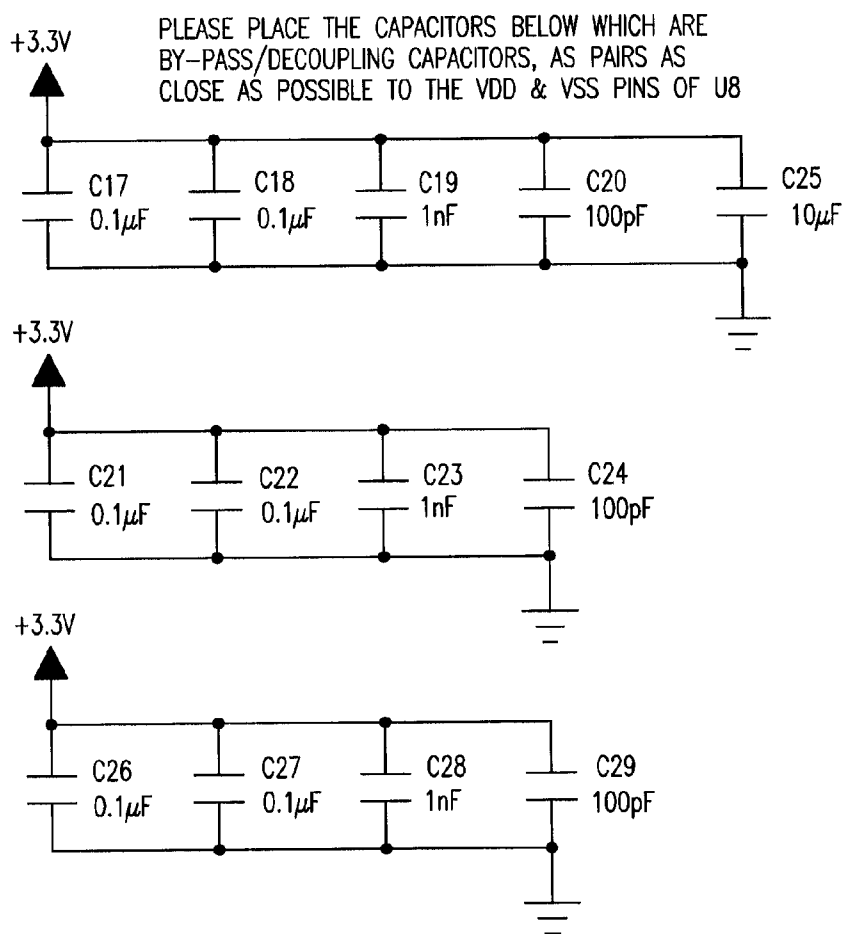 PLEASE PLACE THE CAPACITORS BELOW WHICH ARE
BY-PASS/DECOUPLING CAPACITORS, AS PAIRS AS
CLOSE AS POSSIBLE TO THE VDD & VSS PINS OF U8
+3.3V
C17 C18 C19 C20 C25
0.1µF 0.1µF 1nF 100pF 10µF
+3.3V
C21 C22 C23 C24
0.1µF 0.1µF 1nF 100pF
+3.3V
C26 C27 C28 C29
0.1µF 0.1µF 1nF 100pF